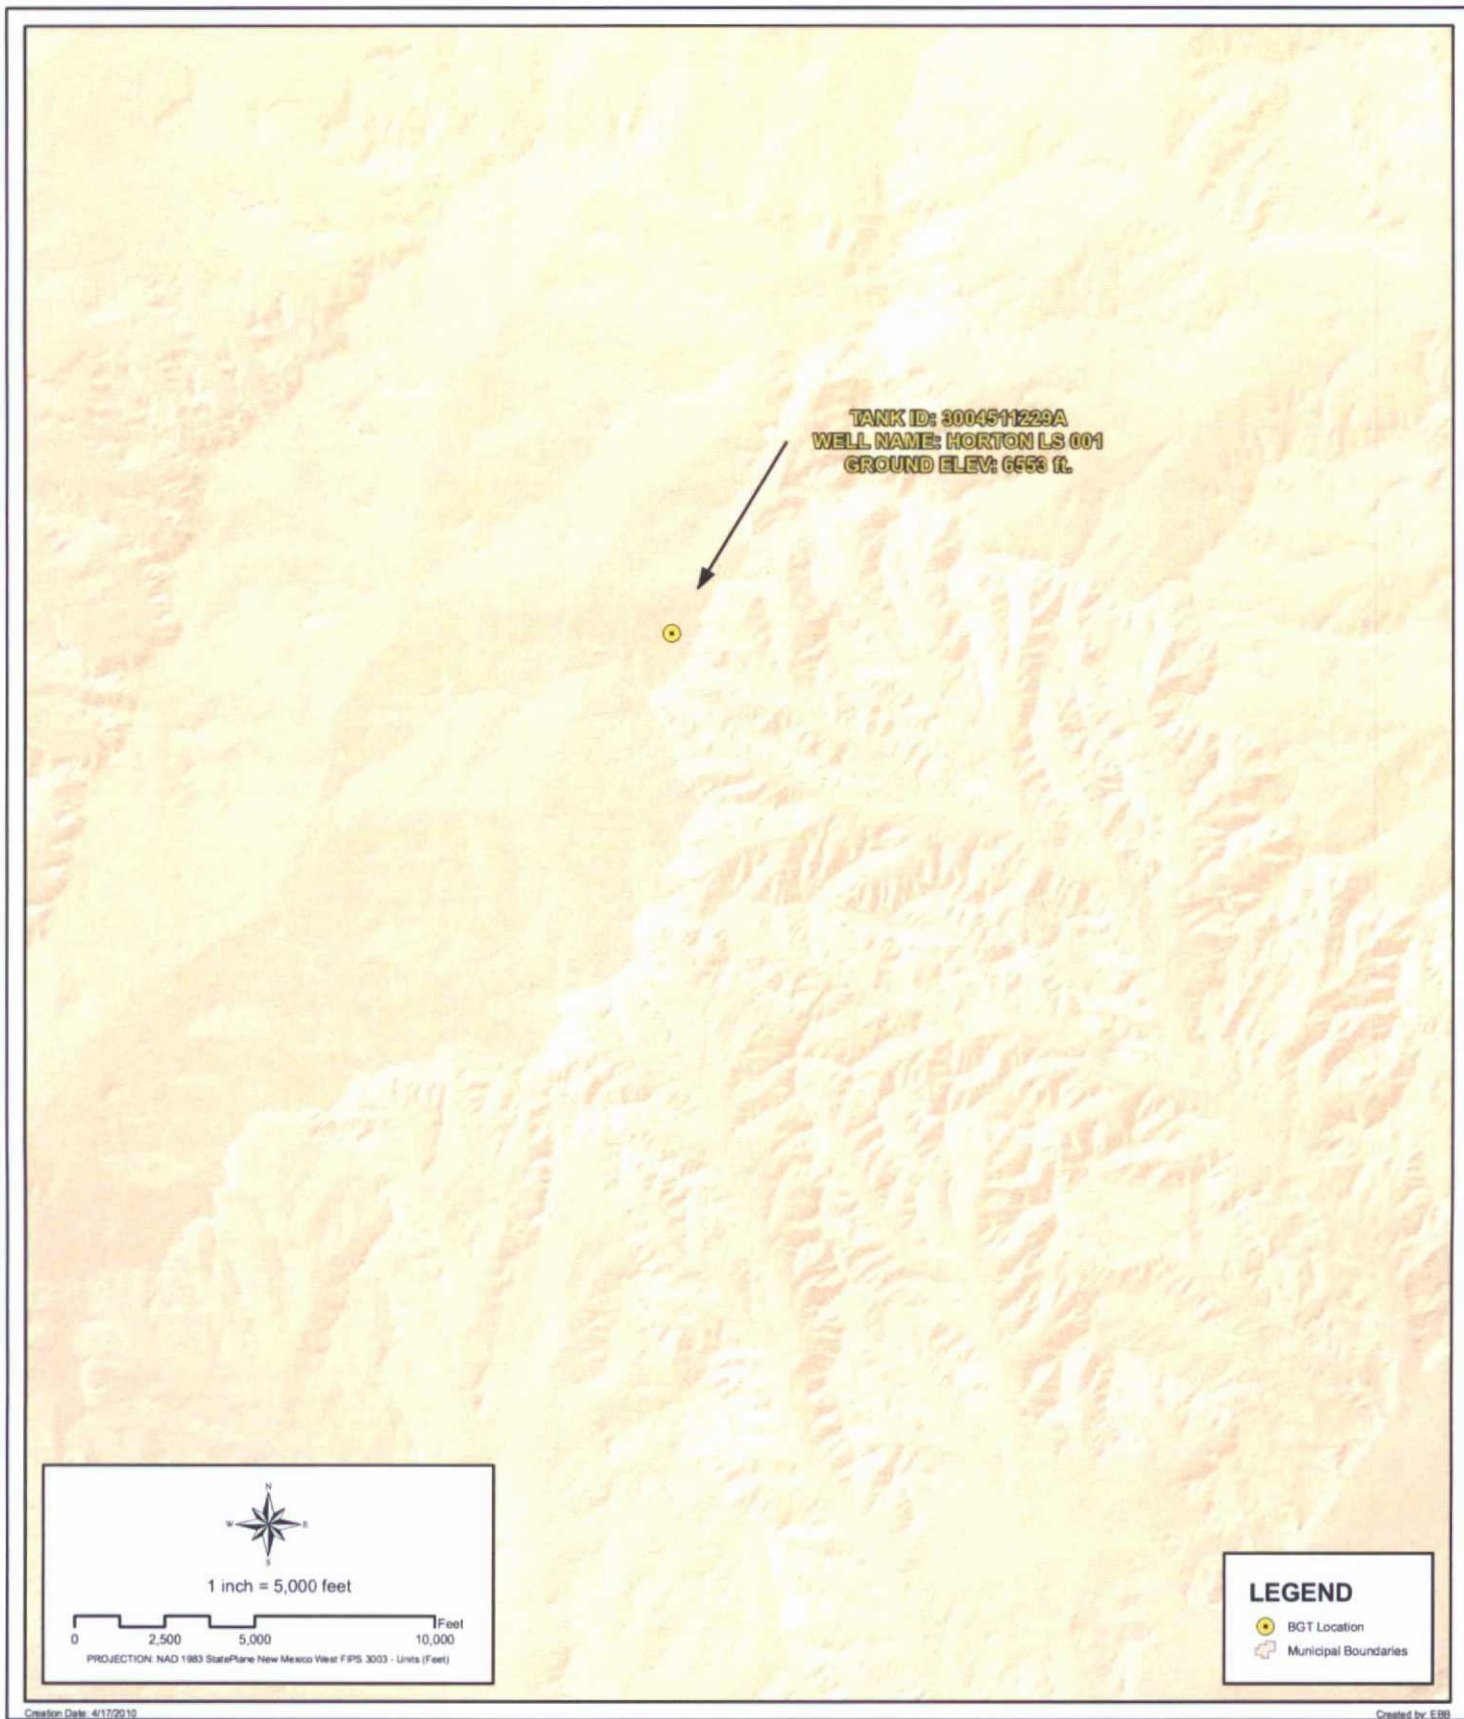 TANK ID: 3004511229A
WELL NAME: HORTON LS 001
GROUND ELEV: 6553 ft.
N
W E
S
1 inch = 5,000 feet
Feet
0 2,500 5,000 10,000
PROJECTION: NAD 1983 StatePlane New Mexico West FIPS 3003 - Units (Feet)
LEGEND
BGT Location
Municipal Boundaries
Creation Date: 4/17/2010
Created by: EBB